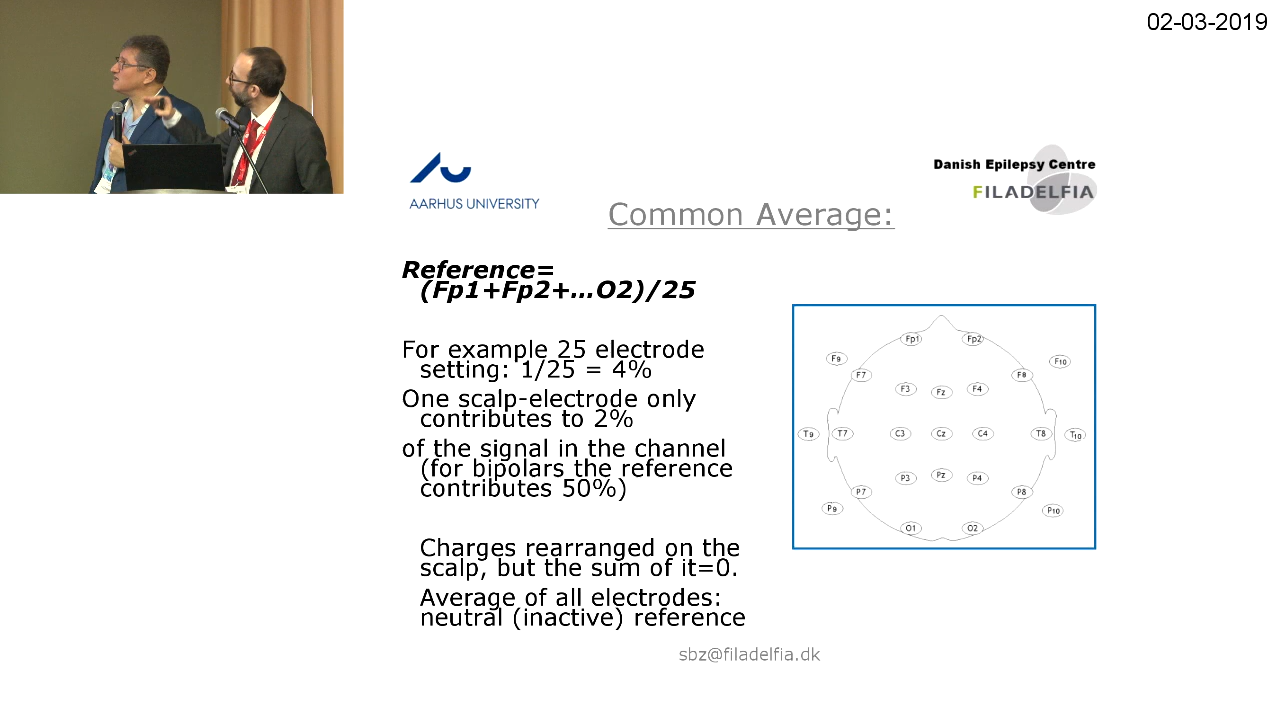 02-03-2019
AARHUS UNIVERSITY
Danish Epilepsy Centre
FILADELFIA
Common Average:
Reference=
(Fp1+Fp2+...O2)/25
For example 25 electrode
setting: 1/25 = 4%
One scalp-electrode only
contributes to 2%
of the signal in the channel
(for bipolars the reference
contributes 50%)
Charges rearranged on the
scalp, but the sum of it=0.
Average of all electrodes:
neutral (inactive) reference
Fp1 Fp2
F9 F10
F7 F8
F3 Fz F4
T9 T7 C3 Cz C4 T8 T10
P3 Pz P4
P7 P8
P9 P10
O1 O2
sbz@filadelfia.dk